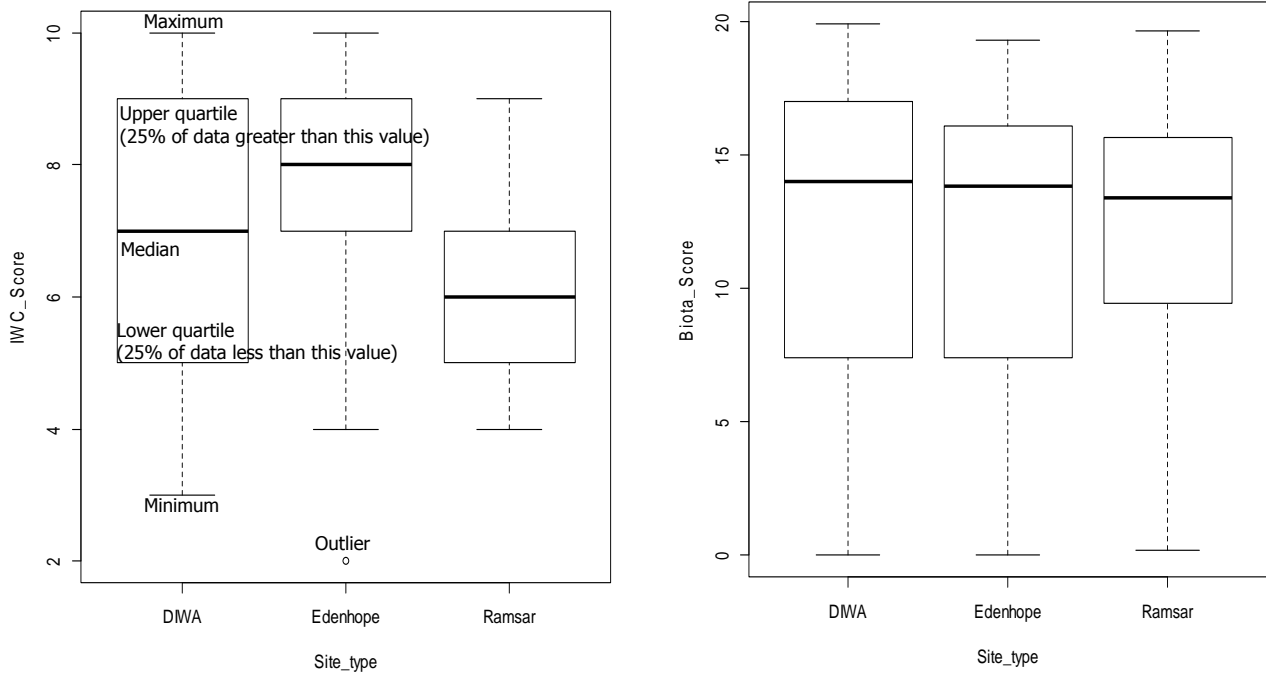 Maximum
Upper quartile
(25% of data greater than this value)
Median
Lower quartile
(25% of data less than this value)
Minimum
Outlier
10
8
6
4
2
IWC_Score
DIWA Edenhope Ramsar
Site_type
20
15
10
5
0
Biota_Score
DIWA Edenhope Ramsar
Site_type